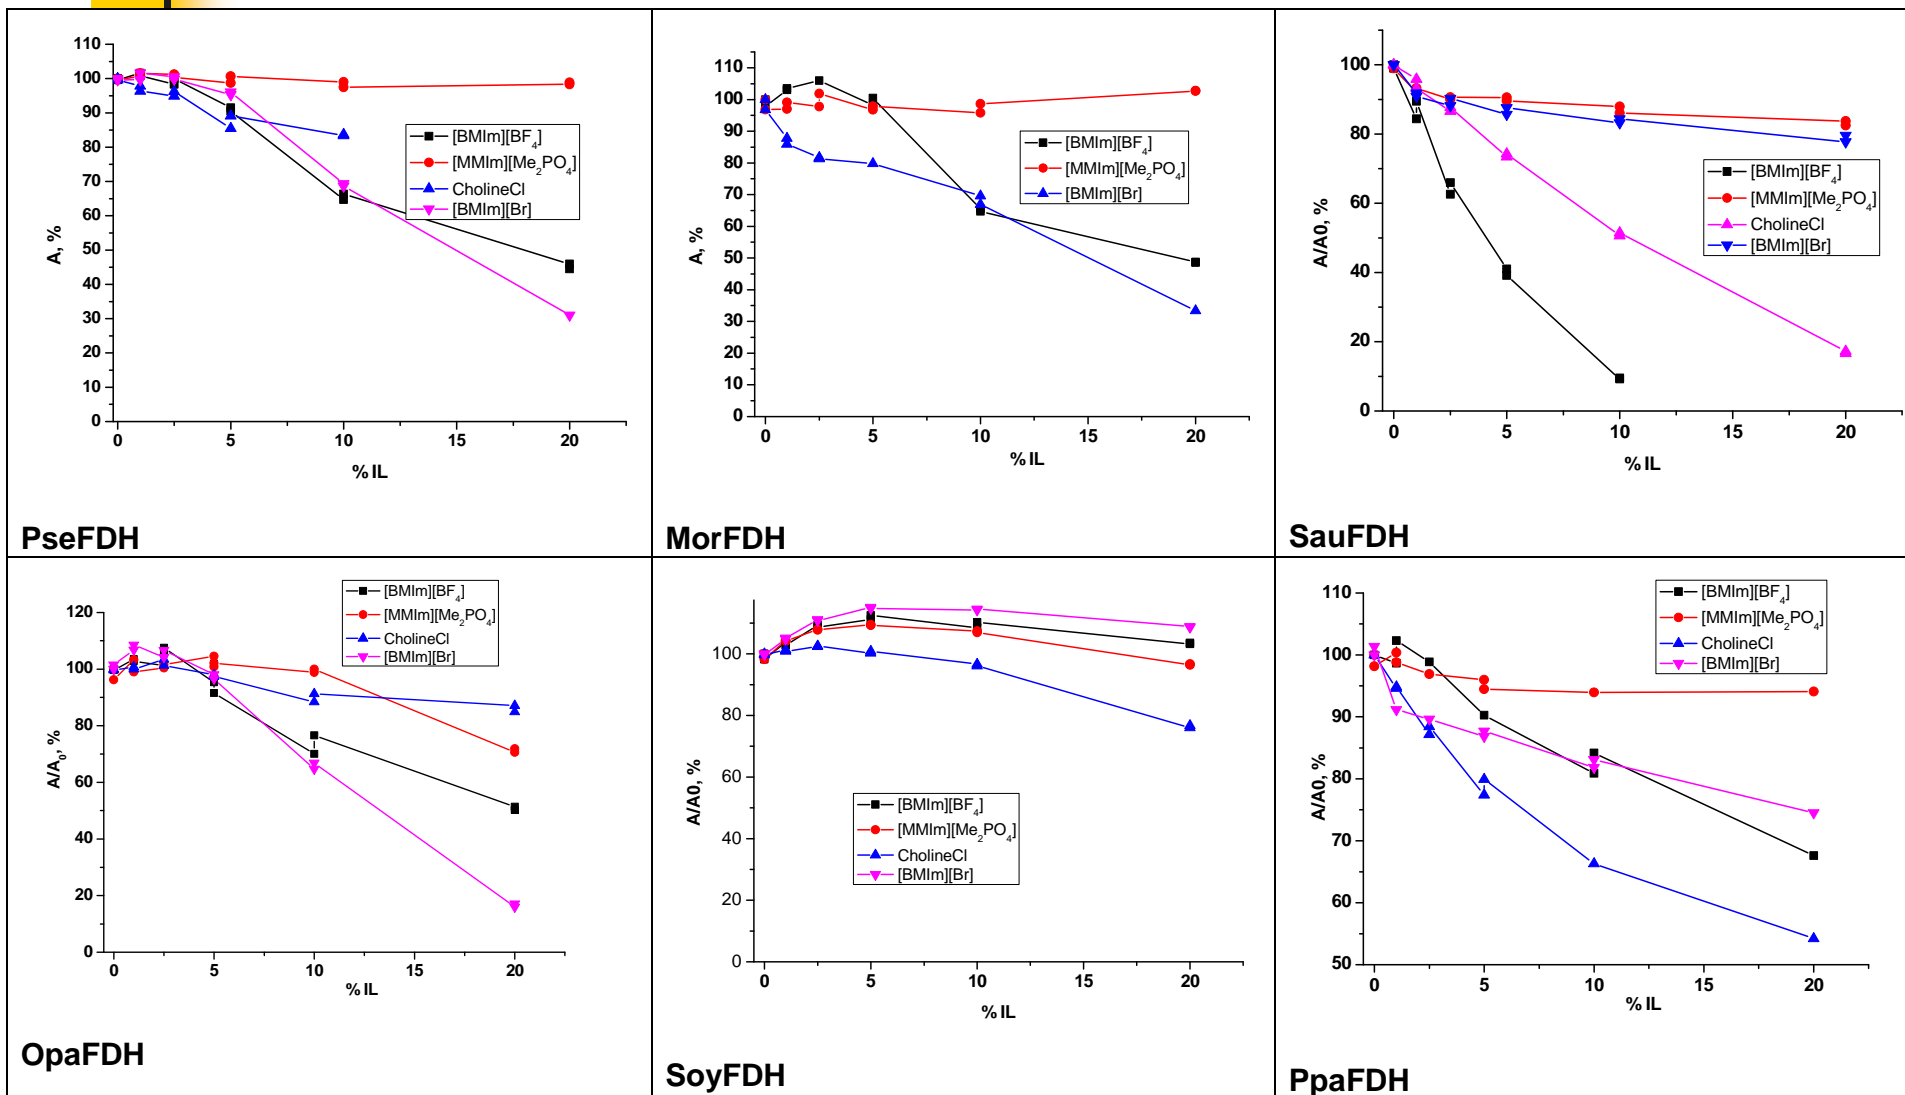 110
100
90
80
70
60
50
40
30
20
10
0
A, %
0 5 10 15 20
% IL
[BMIm][BF₄]
[MMIm][Me₂PO₄]
CholineCl
[BMIm][Br]
PseFDH
110
100
90
80
70
60
50
40
30
20
10
0
A, %
0 5 10 15 20
% IL
[BMIm][BF₄]
[MMIm][Me₂PO₄]
[BMIm][Br]
MorFDH
100
80
60
40
20
0
A/A0, %
0 5 10 15 20
% IL
[BMIm][BF₄]
[MMIm][Me₂PO₄]
CholineCl
[BMIm][Br]
SauFDH
120
100
80
60
40
20
0
A/A₀, %
0 5 10 15 20
% IL
[BMIm][BF₄]
[MMIm][Me₂PO₄]
CholineCl
[BMIm][Br]
OpaFDH
100
80
60
40
20
0
A/A0, %
0 5 10 15 20
% IL
[BMIm][BF₄]
[MMIm][Me₂PO₄]
CholineCl
[BMIm][Br]
SoyFDH
110
100
90
80
70
60
50
A/A0, %
0 5 10 15 20
% IL
[BMIm][BF₄]
[MMIm][Me₂PO₄]
CholineCl
[BMIm][Br]
PpaFDH